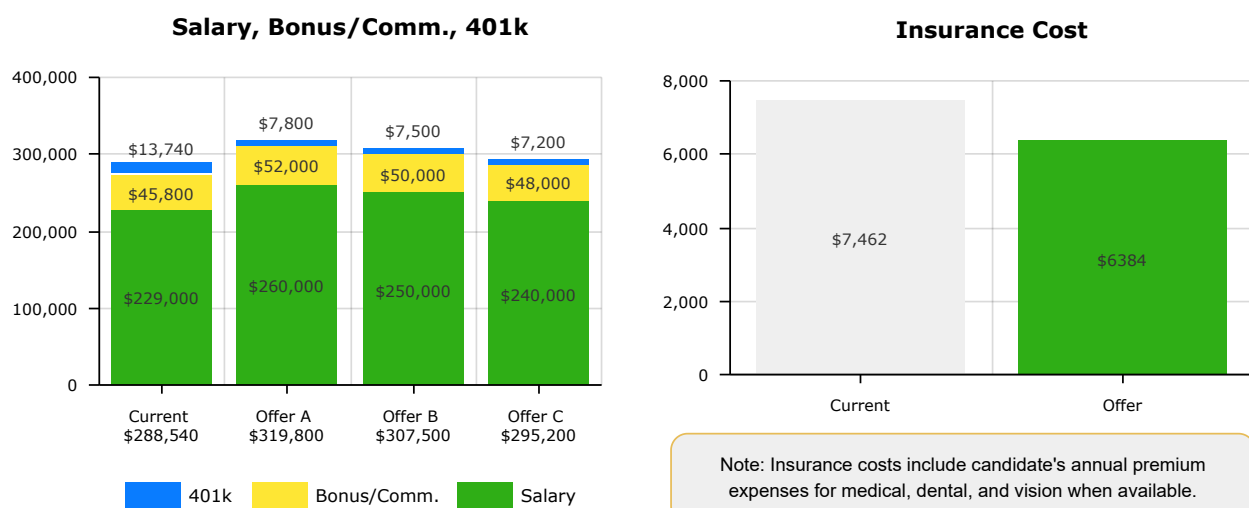 Salary, Bonus/Comm., 401k
400,000
300,000
200,000
100,000
0
$13,740
$45,800
$229,000
$7,800
$52,000
$260,000
$7,500
$50,000
$250,000
$7,200
$48,000
$240,000
Current
$288,540
Offer A
$319,800
Offer B
$307,500
Offer C
$295,200
401k
Bonus/Comm.
Salary
Insurance Cost
8,000
6,000
4,000
2,000
0
$7,462
$6384
Current
Offer
Note: Insurance costs include candidate's annual premium
expenses for medical, dental, and vision when available.